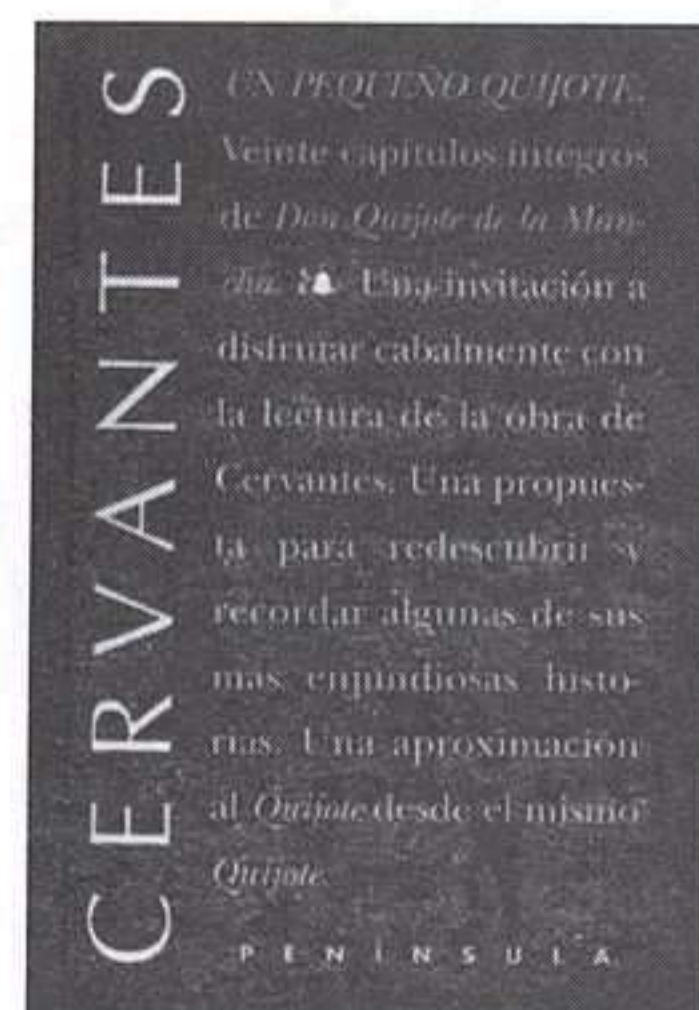 CERVANTES
UN PEQUEÑO QUIJOTE.
Veinte capítulos íntegros
de Don Quijote de la Man-
cha. Una invitación a
disfrutar cabalmente con
la lectura de la obra de
Cervantes. Una propues-
ta para redescubrir y
recordar algunas de sus
más enjundiosas histo-
rias. Una aproximación
al Quijote desde el mismo
Quijote.
PENÍNSULA